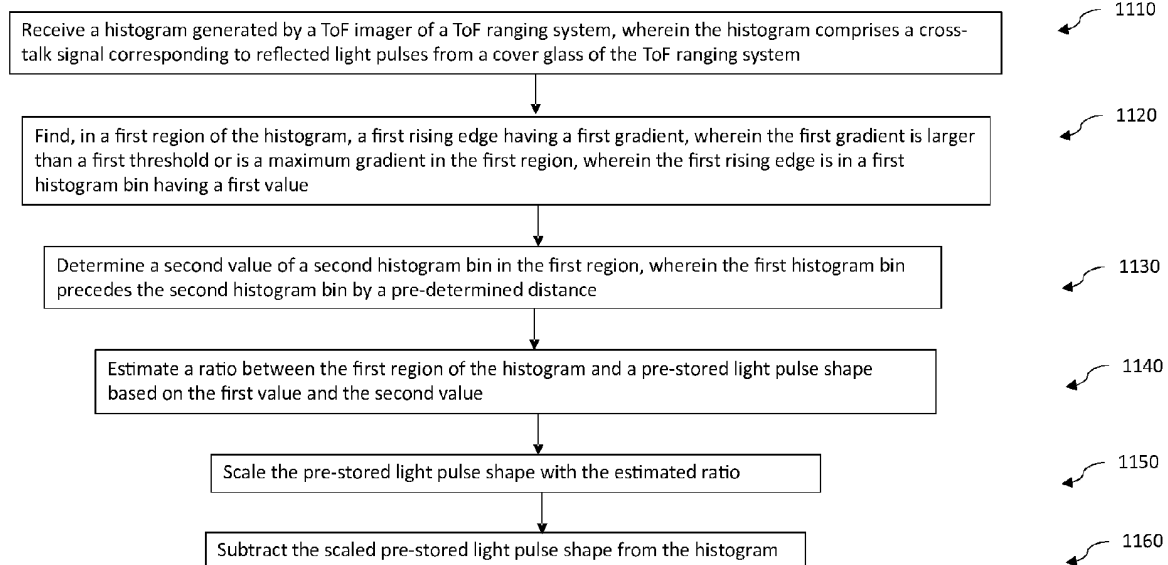 1110
Receive a histogram generated by a ToF imager of a ToF ranging system, wherein the histogram comprises a cross-
talk signal corresponding to reflected light pulses from a cover glass of the ToF ranging system
1120
Find, in a first region of the histogram, a first rising edge having a first gradient, wherein the first gradient is larger
than a first threshold or is a maximum gradient in the first region, wherein the first rising edge is in a first
histogram bin having a first value
Determine a second value of a second histogram bin in the first region, wherein the first histogram bin
precedes the second histogram bin by a pre-determined distance
1130
Estimate a ratio between the first region of the histogram and a pre-stored light pulse shape
based on the first value and the second value
1140
Scale the pre-stored light pulse shape with the estimated ratio
1150
Subtract the scaled pre-stored light pulse shape from the histogram
1160